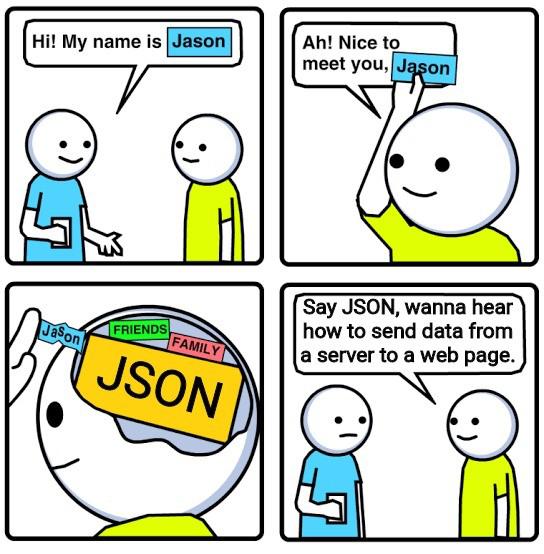 Hi! My name is Jason
Ah! Nice to
meet you, Jason
Jason
FRIENDS
FAMILY
JSON
Say JSON, wanna hear
how to send data from
a server to a web page.